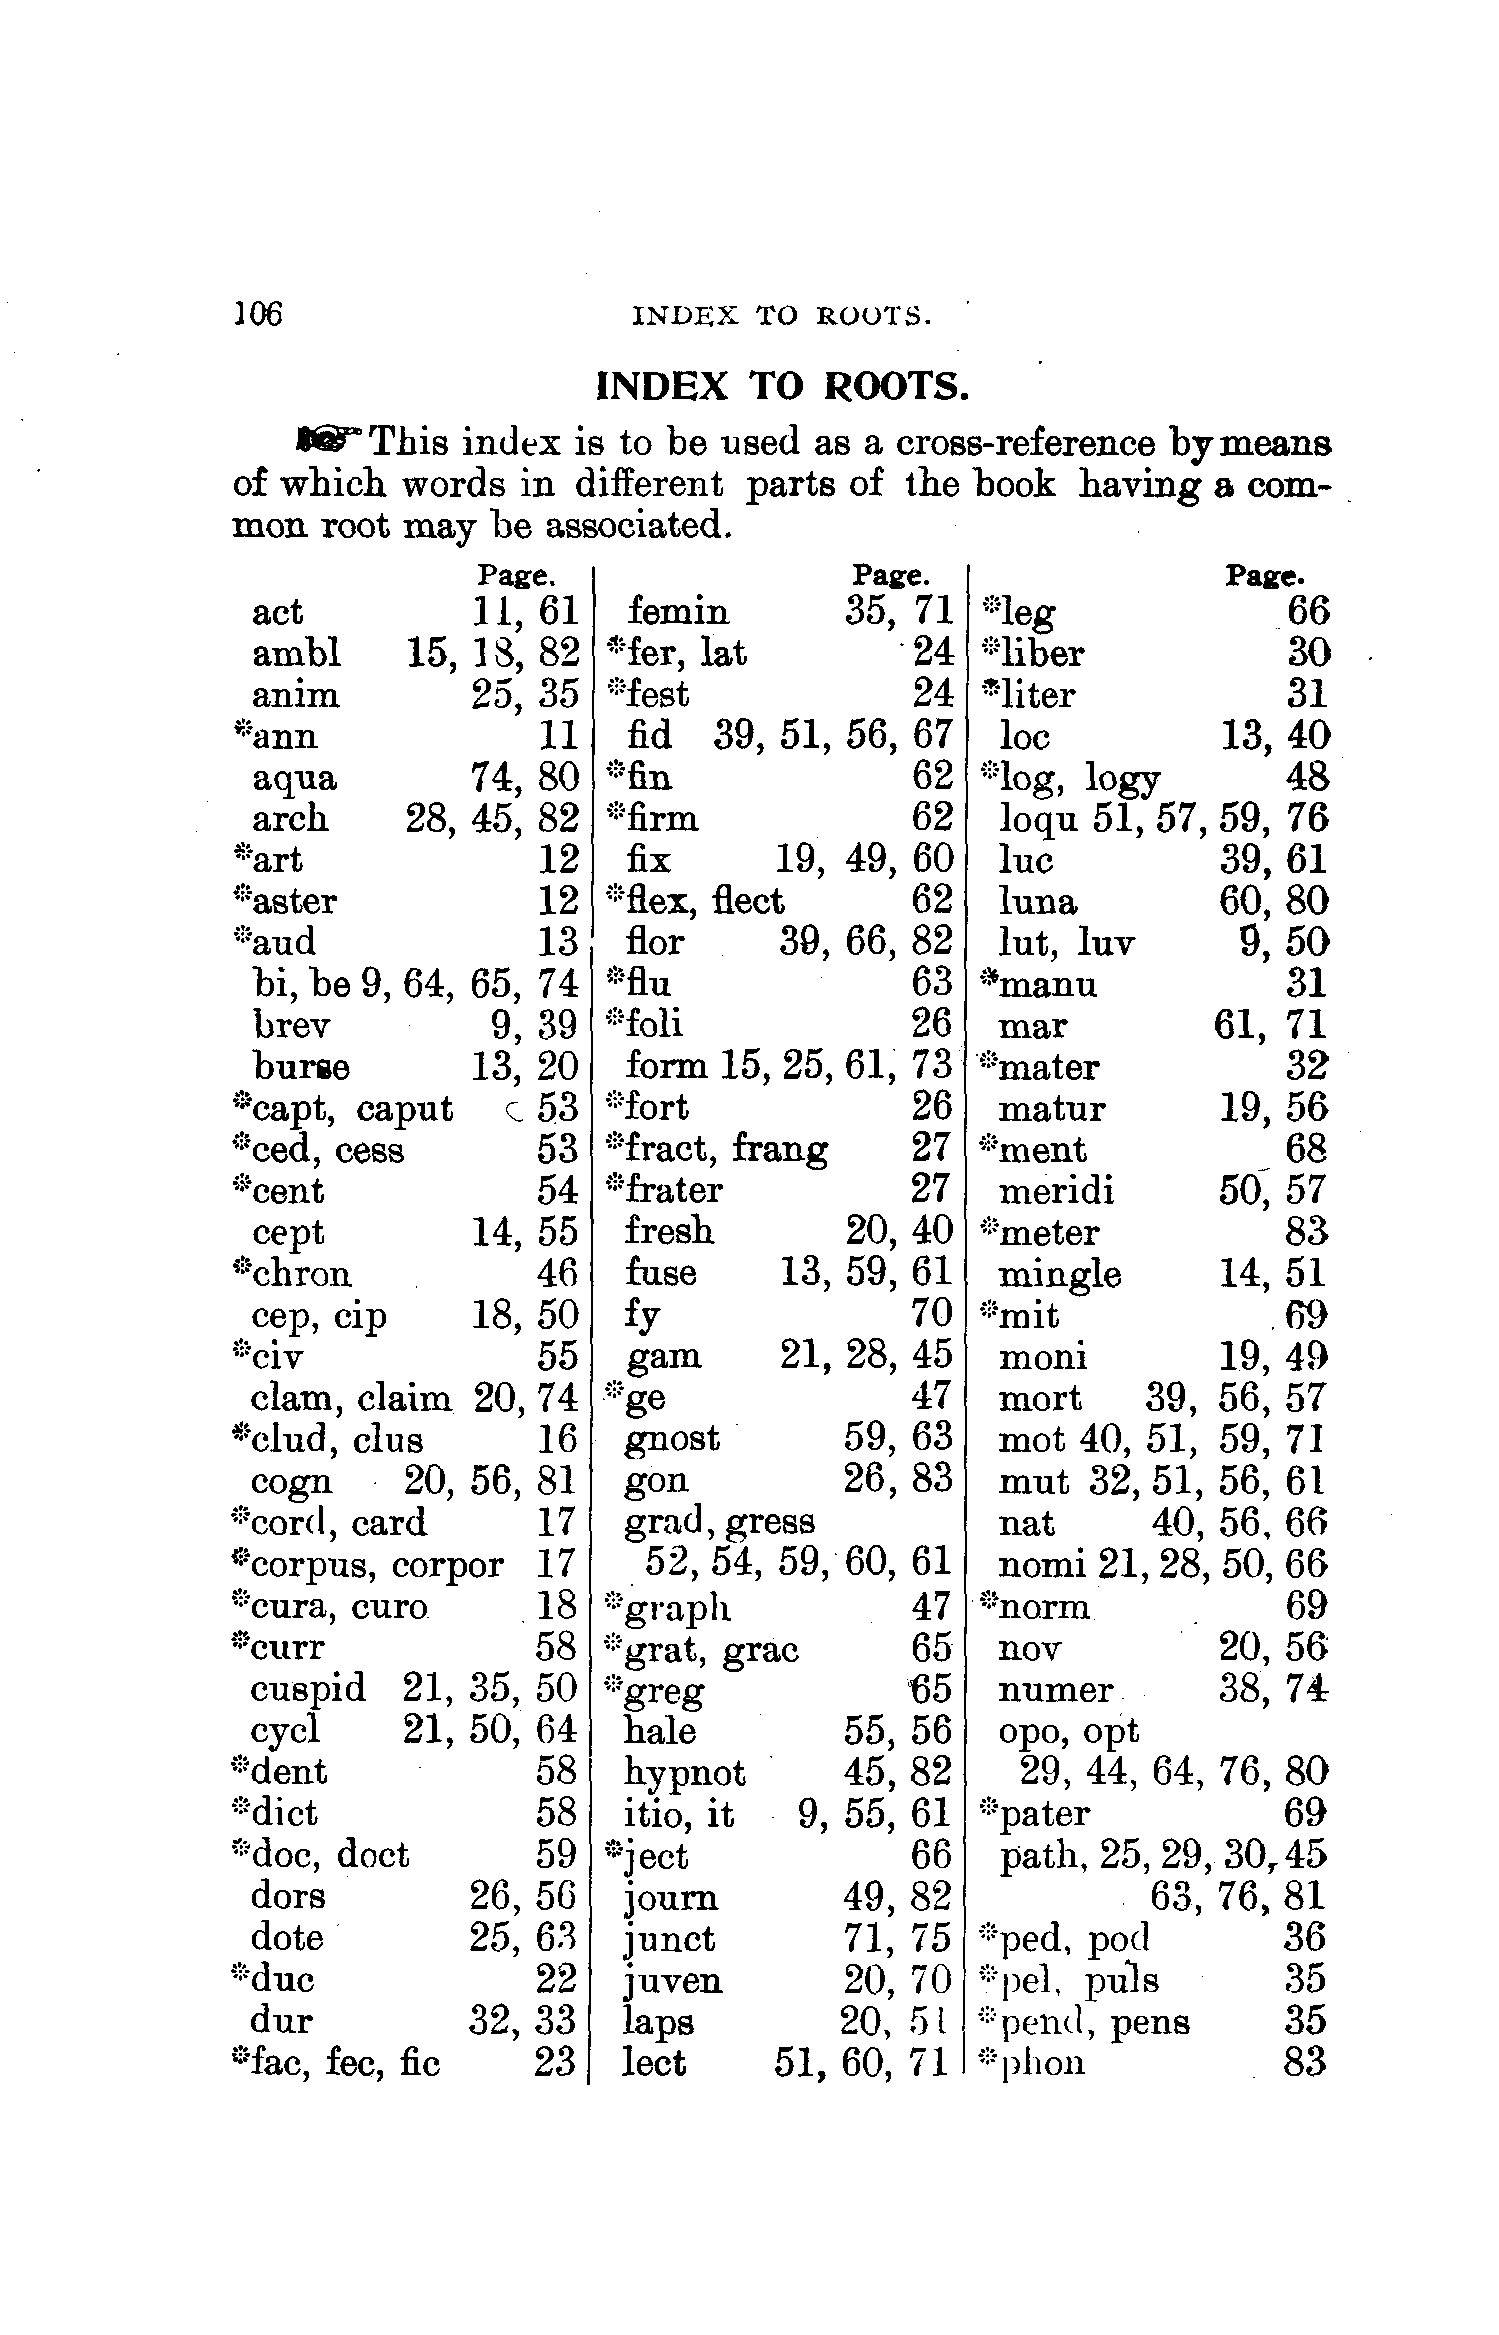 106 INDEX TO ROOTS.
INDEX TO ROOTS.
☞This index is to be used as a cross-reference by means
of which words in different parts of the book having a com-
mon root may be associated.
Page.
act 11, 61
ambl 15, 18, 82
anim 25, 35
*ann 11
aqua 74, 80
arch 28, 45, 82
*art 12
*aster 12
*aud 13
bi, be 9, 64, 65, 74
brev 9, 39
burse 13, 20
*capt, caput 53
*ced, cess 53
*cent 54
cept 14, 55
*chron 46
cep, cip 18, 50
*civ 55
clam, claim 20, 74
*clud, clus 16
cogn 20, 56, 81
*cord, card 17
*corpus, corpor 17
*cura, curo 18
*curr 58
cuspid 21, 35, 50
cycl 21, 50, 64
*dent 58
*dict 58
*doc, doct 59
dors 26, 56
dote 25, 63
*duc 22
dur 32, 33
*fac, fec, fic 23
Page.
femin 35, 71
*fer, lat 24
*fest 24
fid 39, 51, 56, 67
*fin 62
*firm 62
fix 19, 49, 60
*flex, flect 62
flor 39, 66, 82
*flu 63
*foli 26
form 15, 25, 61, 73
*fort 26
*fract, frang 27
*frater 27
fresh 20, 40
fuse 13, 59, 61
fy 70
gam 21, 28, 45
*ge 47
gnost 59, 63
gon 26, 83
grad, gress
52, 54, 59, 60, 61
*graph 47
*grat, grac 65
*greg 65
hale 55, 56
hypnot 45, 82
itio, it 9, 55, 61
*ject 66
journ 49, 82
junct 71, 75
juven 20, 70
laps 20, 51
lect 51, 60, 71
Page.
*leg 66
*liber 30
*liter 31
loc 13, 40
*log, logy 48
loqu 51, 57, 59, 76
luc 39, 61
luna 60, 80
lut, luv 9, 50
*manu 31
mar 61, 71
*mater 32
matur 19, 56
*ment 68
meridi 50, 57
*meter 83
mingle 14, 51
*mit 69
moni 19, 49
mort 39, 56, 57
mot 40, 51, 59, 71
mut 32, 51, 56, 61
nat 40, 56, 66
nomi 21, 28, 50, 66
*norm 69
nov 20, 56
numer 38, 74
opo, opt
29, 44, 64, 76, 80
*pater 69
path, 25, 29, 30, 45
63, 76, 81
*ped, pod 36
*pel, puls 35
*pend, pens 35
*phon 83